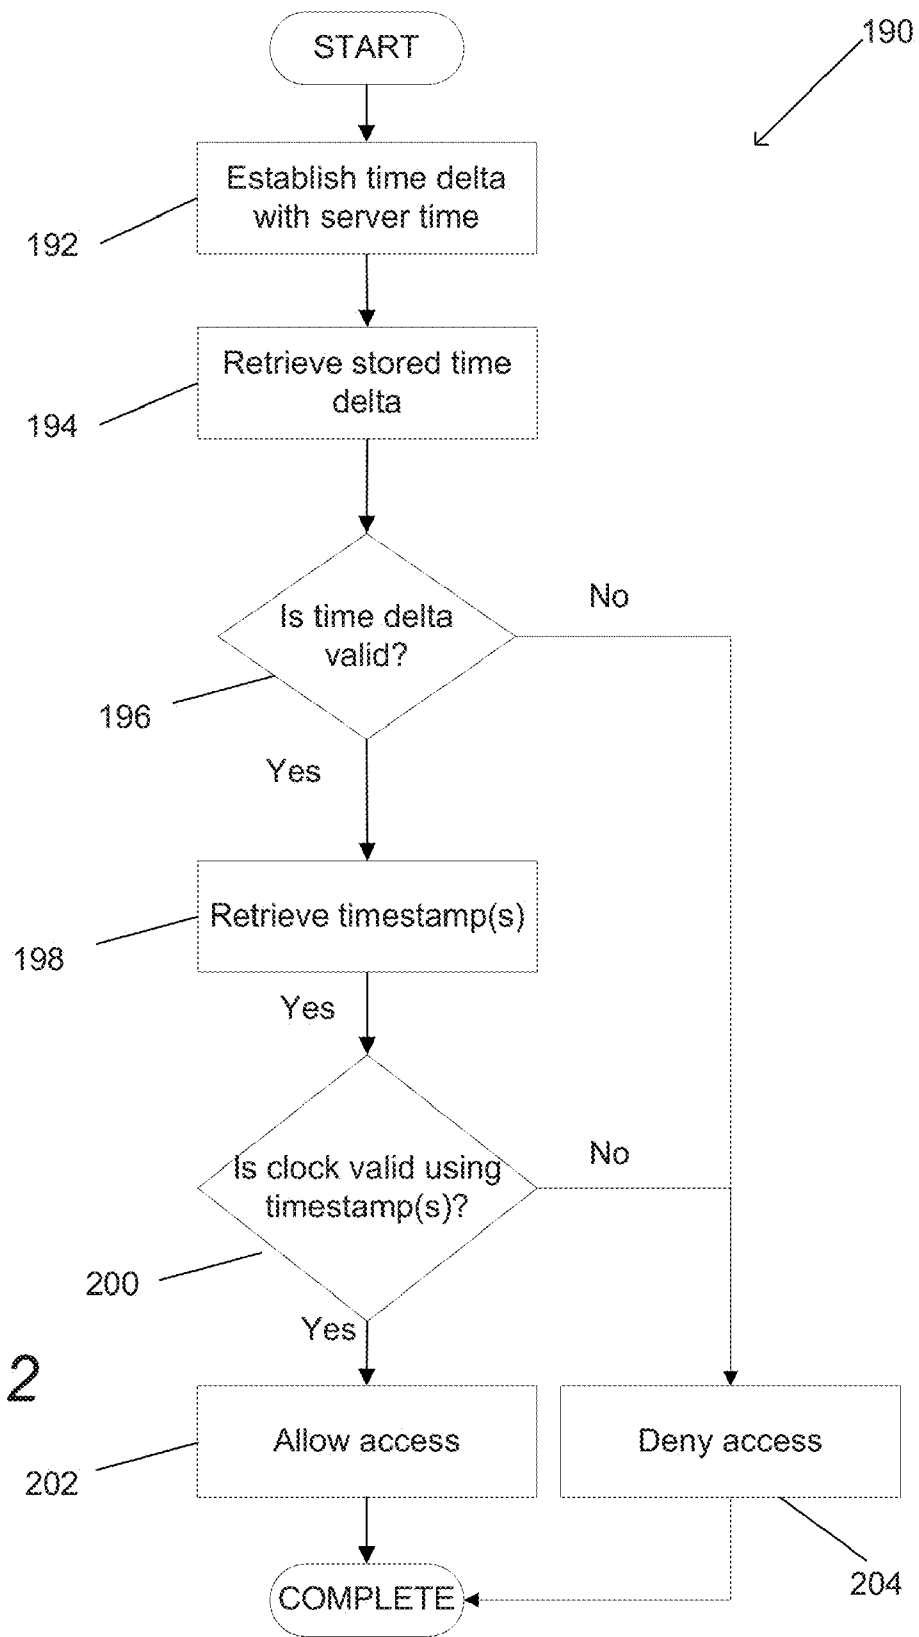 START
190
Establish time delta
with server time
192
Retrieve stored time
delta
194
Is time delta
valid?
No
196
Yes
Retrieve timestamp(s)
198
Yes
Is clock valid using
timestamp(s)?
No
200
Yes
2
Allow access
Deny access
202
204
COMPLETE